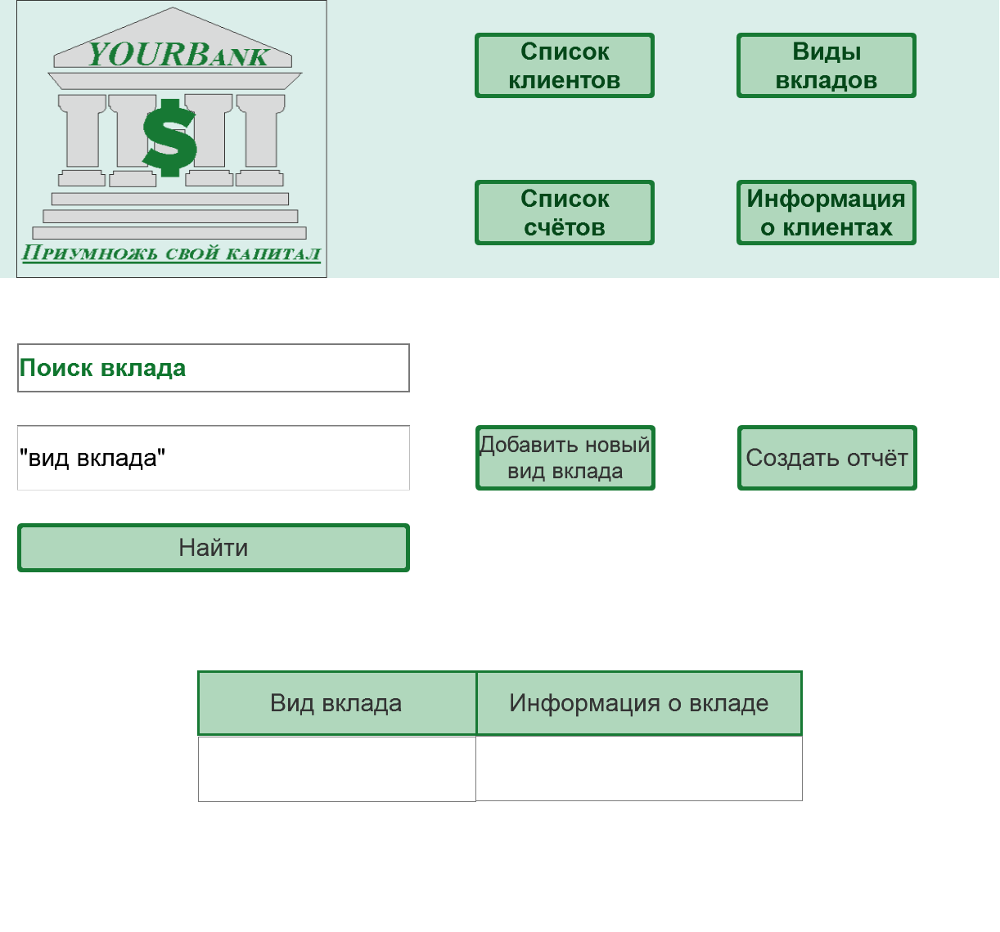 YOURBANK
ПРИУМНОЖЬ СВОЙ КАПИТАЛ
Список
клиентов
Виды
вкладов
Список
счётов
Информация
о клиентах
Поиск вклада
"вид вклада"
Добавить новый
вид вклада
Создать отчёт
Найти
Вид вклада
Информация о вкладе